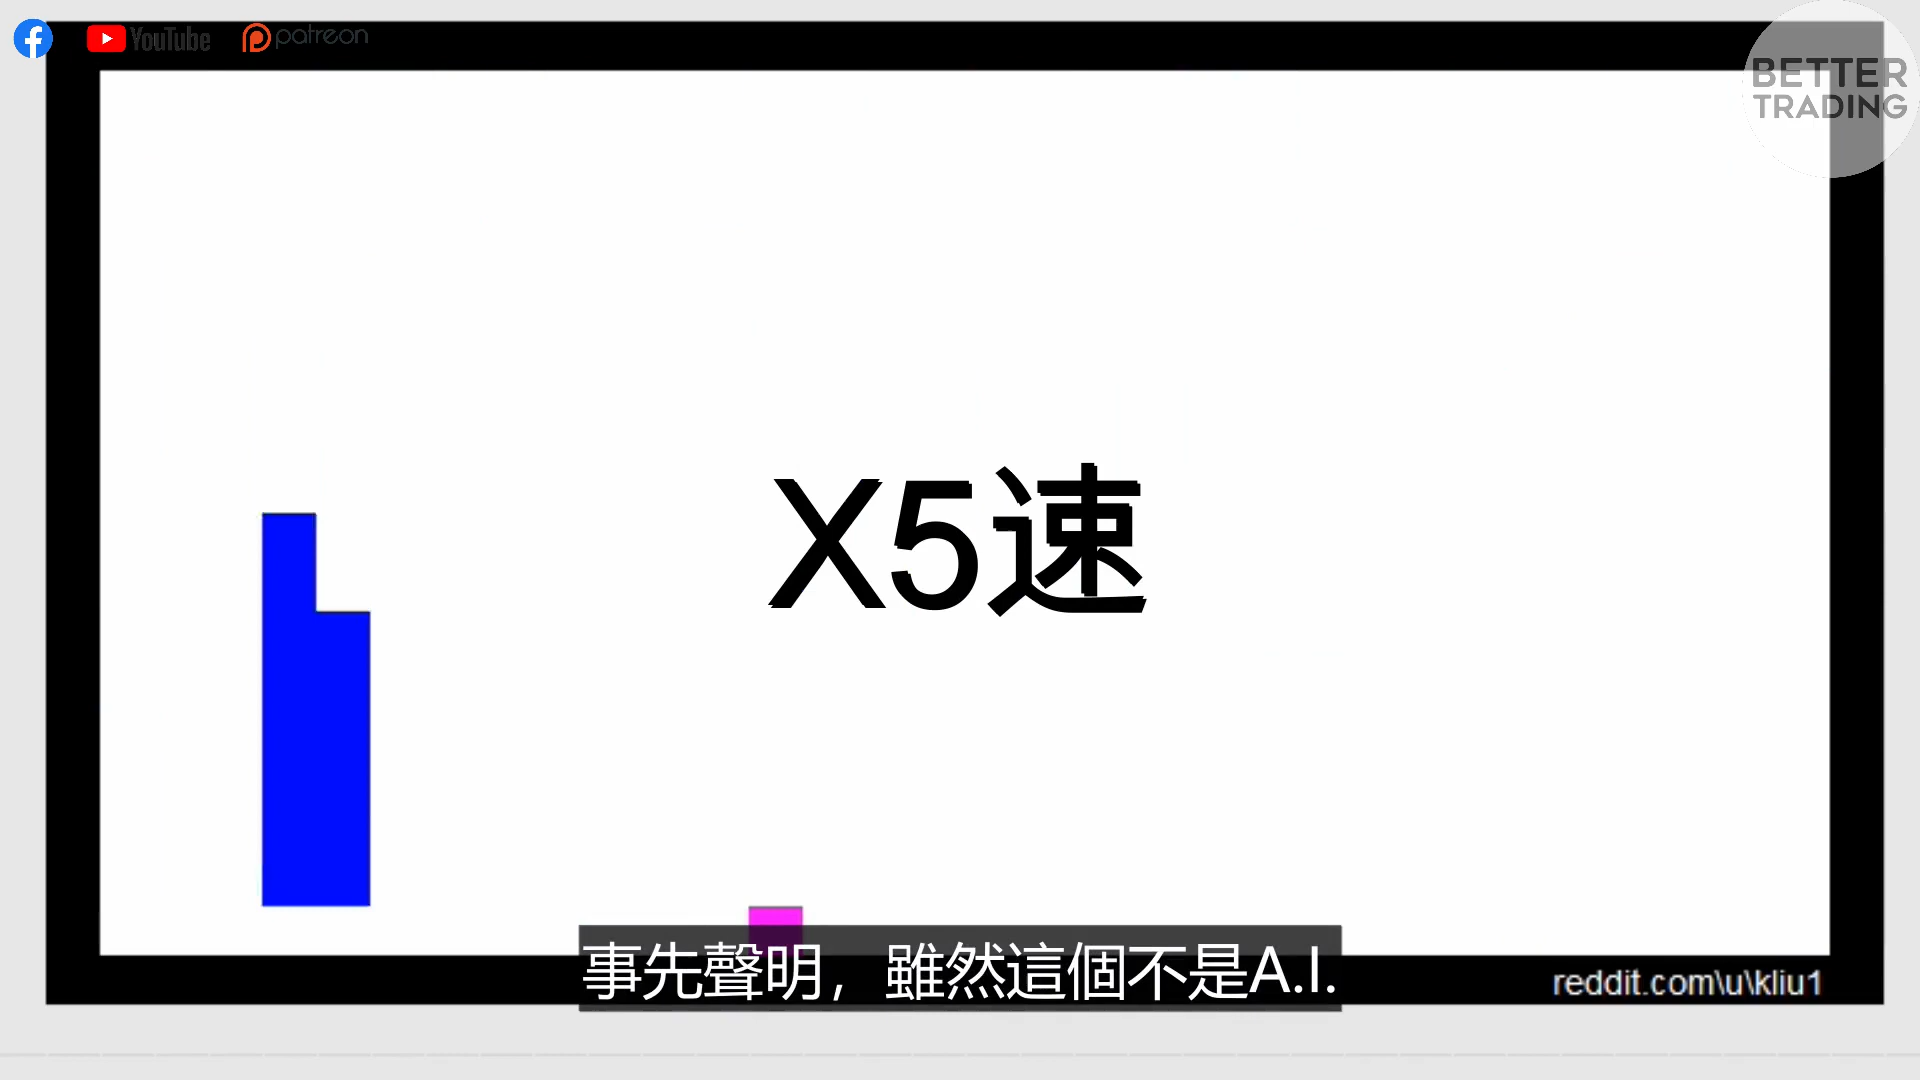 YouTube
patreon
BETTER
TRADING
X5速
事先聲明，雖然這個不是A.I.
reddit.com\u\kliu1